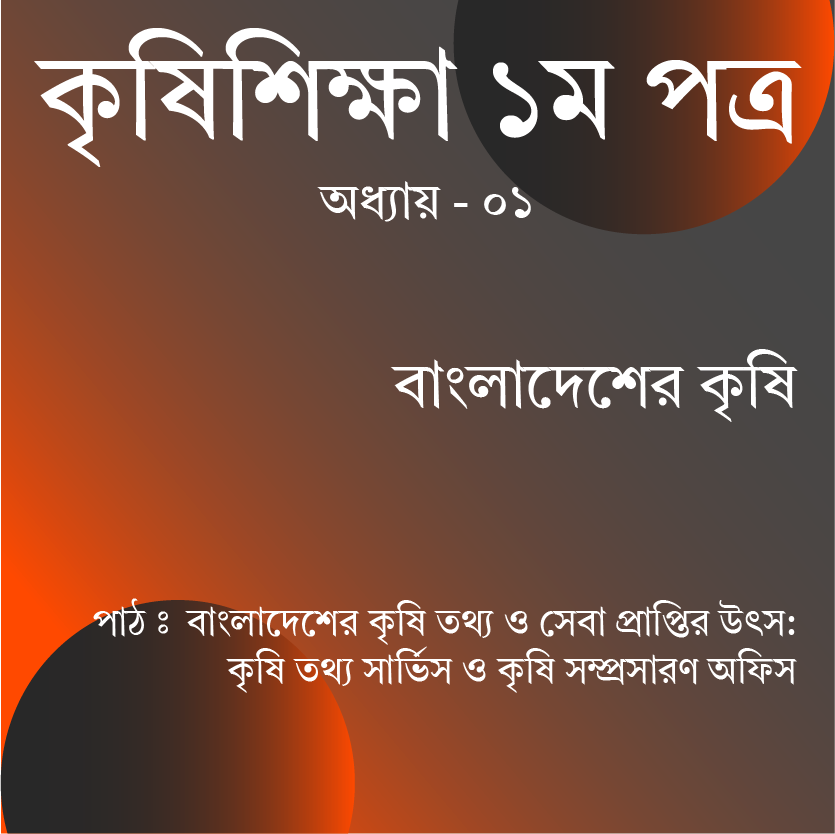 কৃষিশিক্ষা ১ম পত্র
অধ্যায় - ০১
বাংলাদেশের কৃষি
পাঠ ঃ বাংলাদেশের কৃষি তথ্য ও সেবা প্রাপ্তির উৎস:
কৃষি তথ্য সার্ভিস ও কৃষি সম্প্রসারণ অফিস